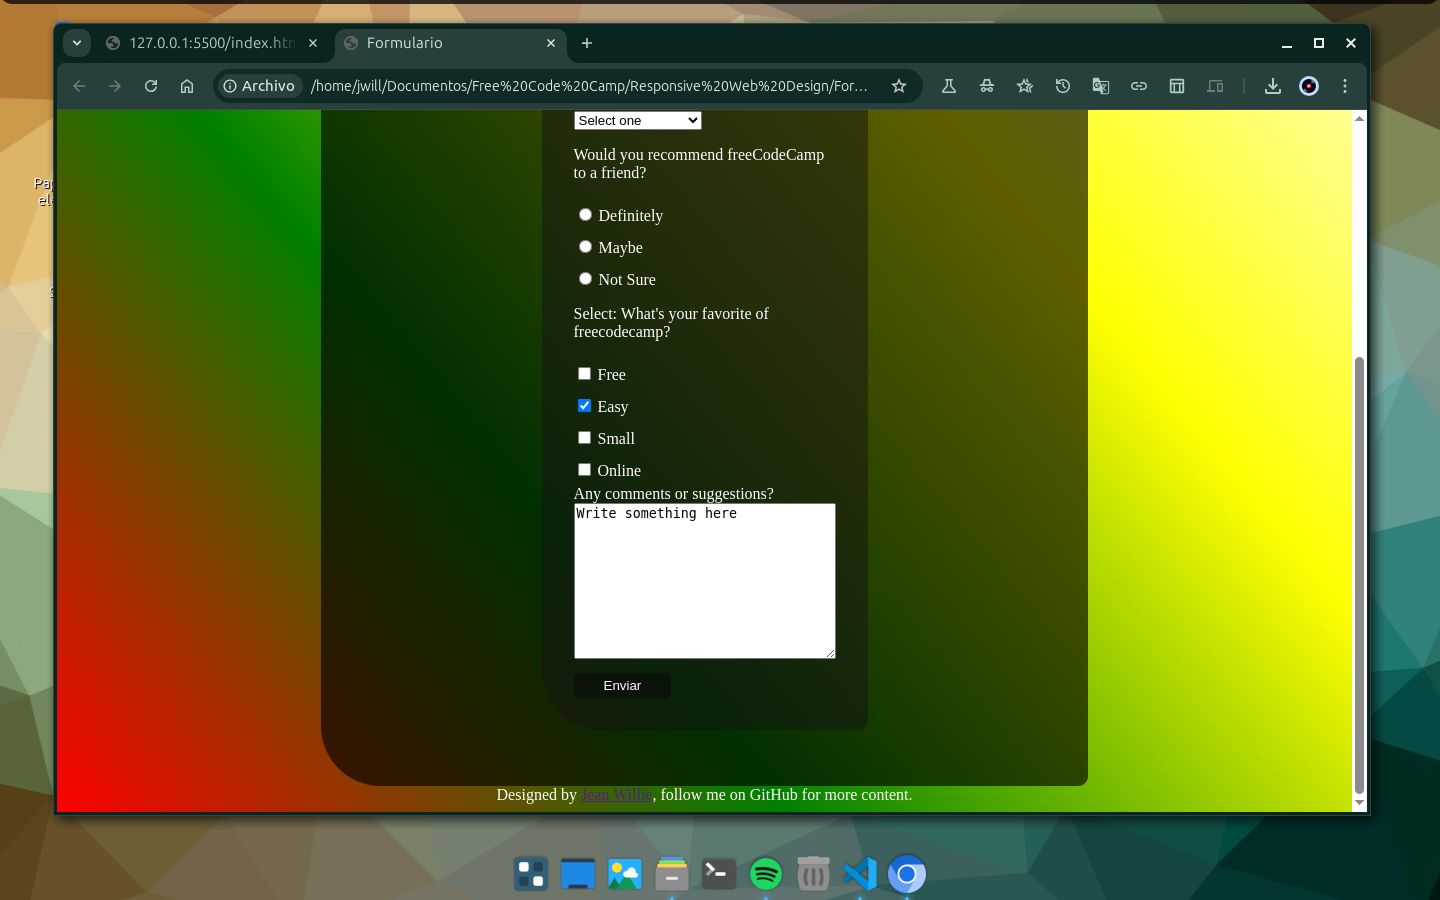 127.0.0.1:5500/index.htm
Formulario
Archivo
/home/jwill/Documentos/Free%20Code%20Camp/Responsive%20Web%20Design/For…
Select one
Would you recommend freeCodeCamp
to a friend?
Definitely
Maybe
Not Sure
Select: What's your favorite of
freecodecamp?
Free
Easy
Small
Online
Any comments or suggestions?
Write something here
Enviar
Designed by Jean Willie, follow me on GitHub for more content.